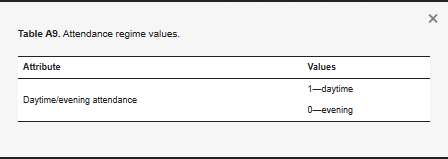 Table A9. Attendance regime values.
Attribute Values
Daytime/evening attendance
1—daytime
0—evening